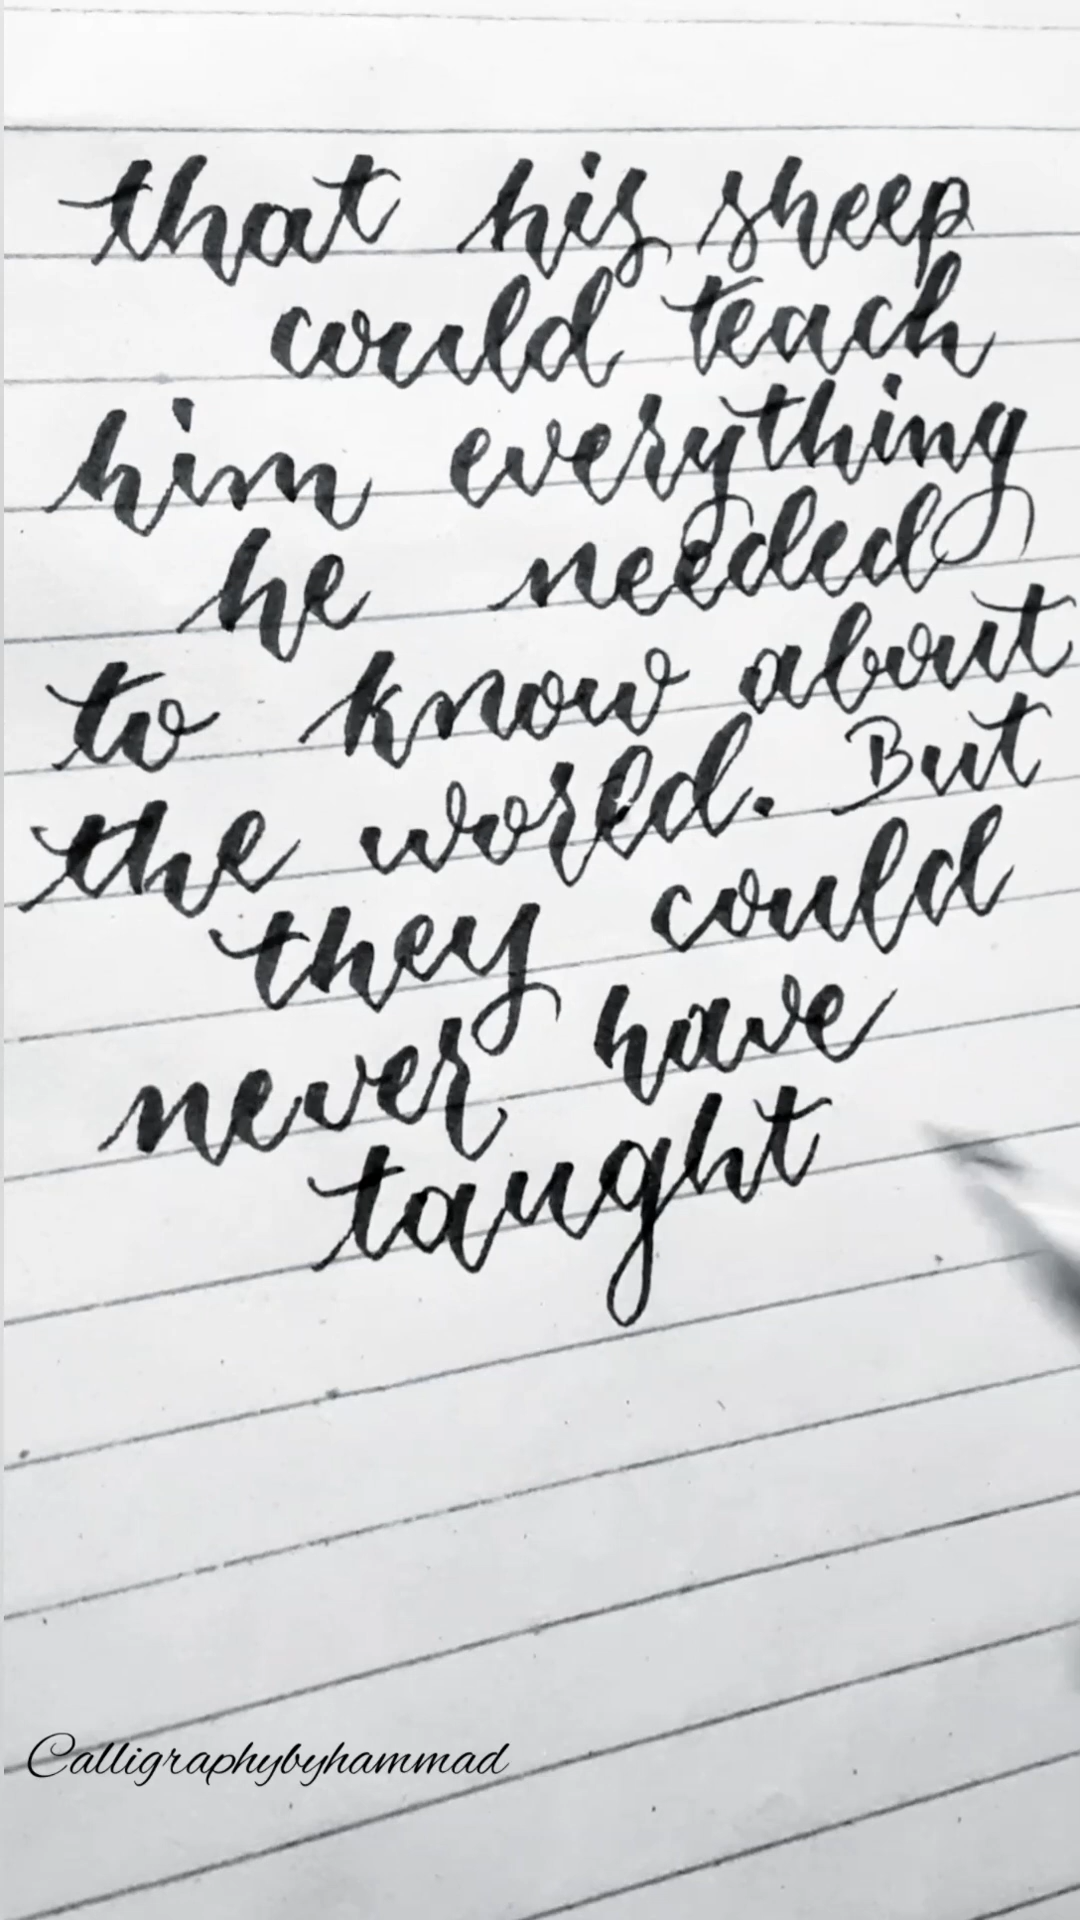 that his sheep
could teach
him everything
he needed
to know about
the world. But
they could
never have
taught
Calligraphybyhammad